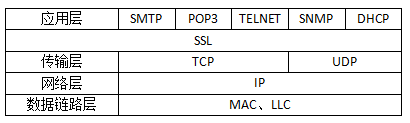 应用层 SMTP POP3 TELNET SNMP DHCP
SSL
传输层 TCP UDP
网络层 IP
数据链路层 MAC、LLC